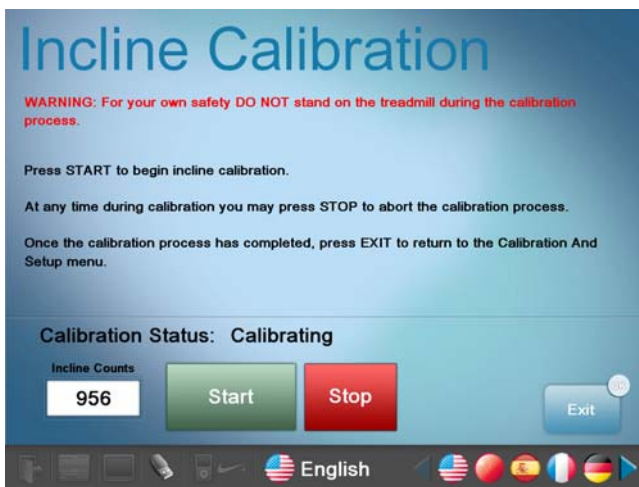 Incline Calibration
WARNING: For your own safety DO NOT stand on the treadmill during the calibration
process.
Press START to begin incline calibration.
At any time during calibration you may press STOP to abort the calibration process.
Once the calibration process has completed, press EXIT to return to the Calibration And
Setup menu.
Calibration Status: Calibrating
Incline Counts
956
Start
Stop
Exit
English